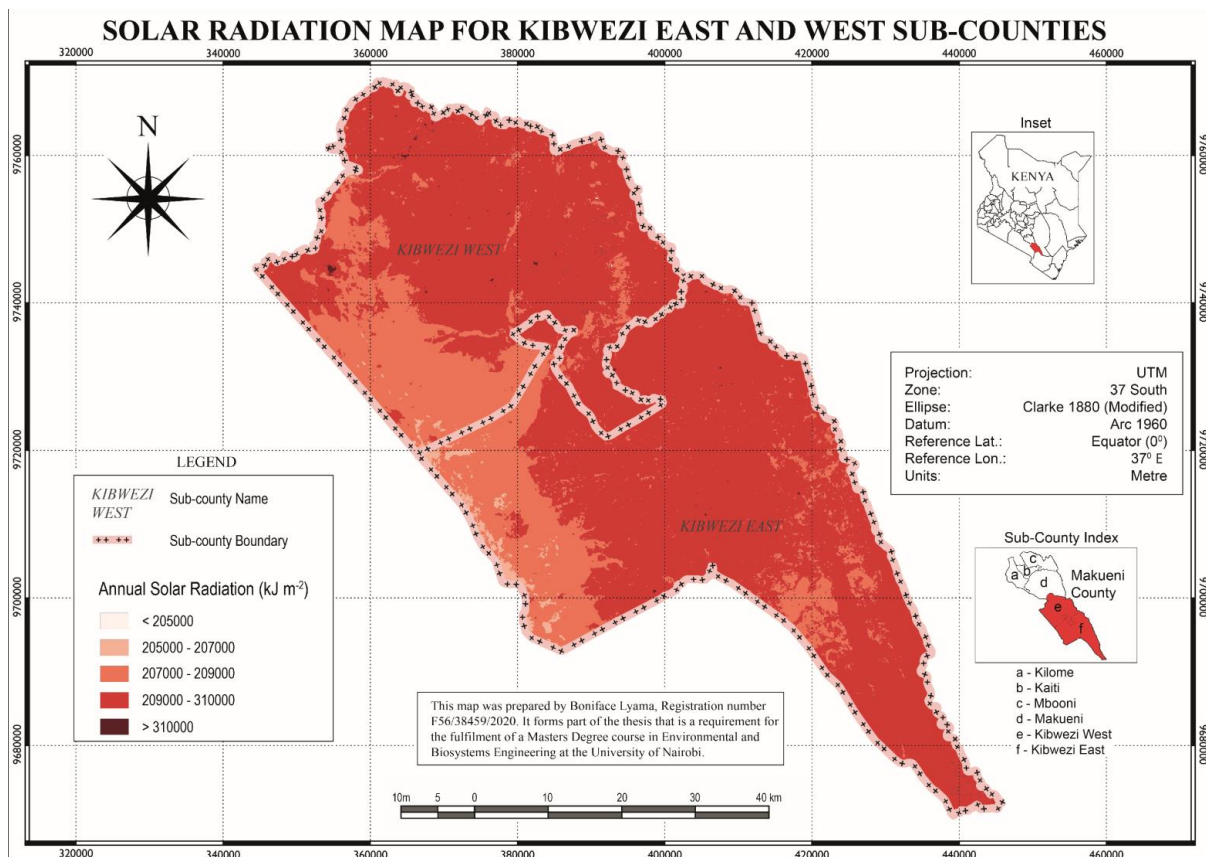 SOLAR RADIATION MAP FOR KIBWEZI EAST AND WEST SUB-COUNTIES
320000 340000 360000 380000 400000 420000 440000 460000
N
9760000
9740000
9720000
9700000
9680000
KIBWEZI WEST
KIBWEZI EAST
Inset
KENYA
9760000
9740000
9720000
9700000
9680000
Projection: UTM
Zone: 37 South
Ellipse: Clarke 1880 (Modified)
Datum: Arc 1960
Reference Lat.: Equator (0⁰)
Reference Lon.: 37⁰ E
Units: Metre
LEGEND
KIBWEZI
WEST
Sub-county Name
Sub-county Boundary
Annual Solar Radiation (kJ m⁻²)
< 205000
205000 - 207000
207000 - 209000
209000 - 310000
> 310000
Sub-County Index
a
b
c
d
e
f
Makueni
County
a - Kilome
b - Kaiti
c - Mbooni
d - Makueni
e - Kibwezi West
f - Kibwezi East
This map was prepared by Boniface Lyama, Registration number
F56/38459/2020. It forms part of the thesis that is a requirement for
the fulfilment of a Masters Degree course in Environmental and
Biosystems Engineering at the University of Nairobi.
10m 5 0 10 20 30 40 km
320000 340000 360000 380000 400000 420000 440000 460000